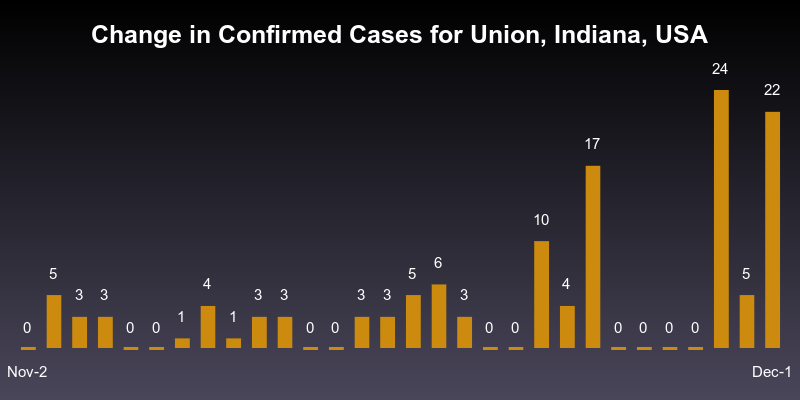 Change in Confirmed Cases for Union, Indiana, USA
0 5 3 3 0 0 1 4 1 3 3 0 0 3 3 5 6 3 0 0 10 4 17 0 0 0 0 24 5 22
Nov-2 Dec-1